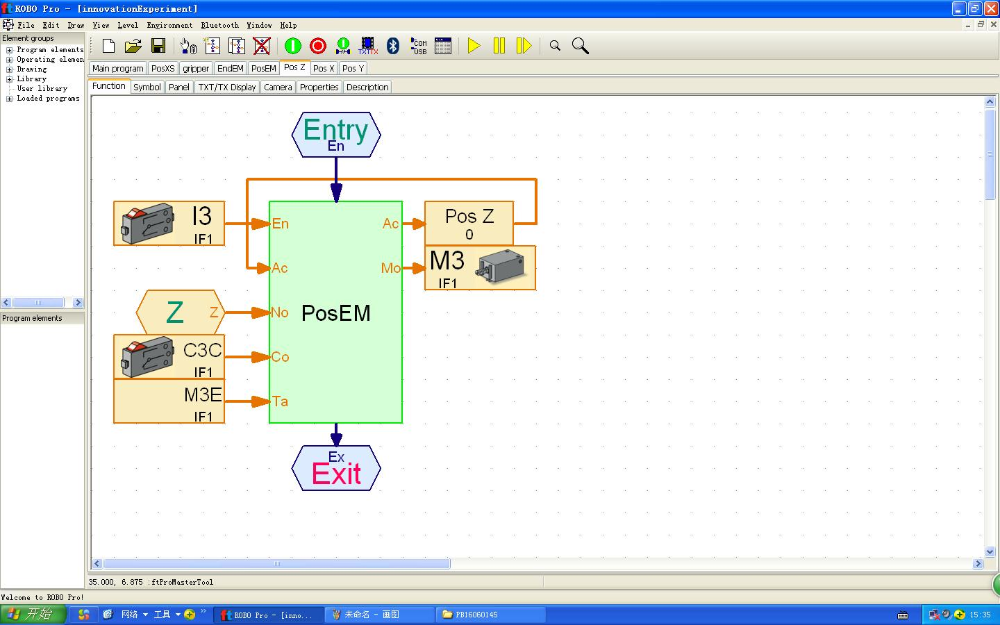 ROBO Pro - [innovationExperiment]
File Edit Draw View Level Environment Bluetooth Window Help
Element groups
Program elements
Operating elemen
Drawing
Library
User library
Loaded programs
Program elements
TXT TX
COM
USB
Main program PosXS gripper EndEM PosEM Pos Z Pos X Pos Y
Function Symbol Panel TXT/TX Display Camera Properties Description
Entry
En
I3
IF1
En
Ac
Pos Z
0
Ac
Mo
M3
IF1
Z
Z
No
PosEM
C3C
IF1
Co
M3E
IF1
Ta
Ex
Exit
35.000, 6.875 :ftProMasterTool
Welcome to ROBO Pro!
开始
网络
工具
»
ft ROBO Pro - [inno...
未命名 - 画图
PB16060145
15:35